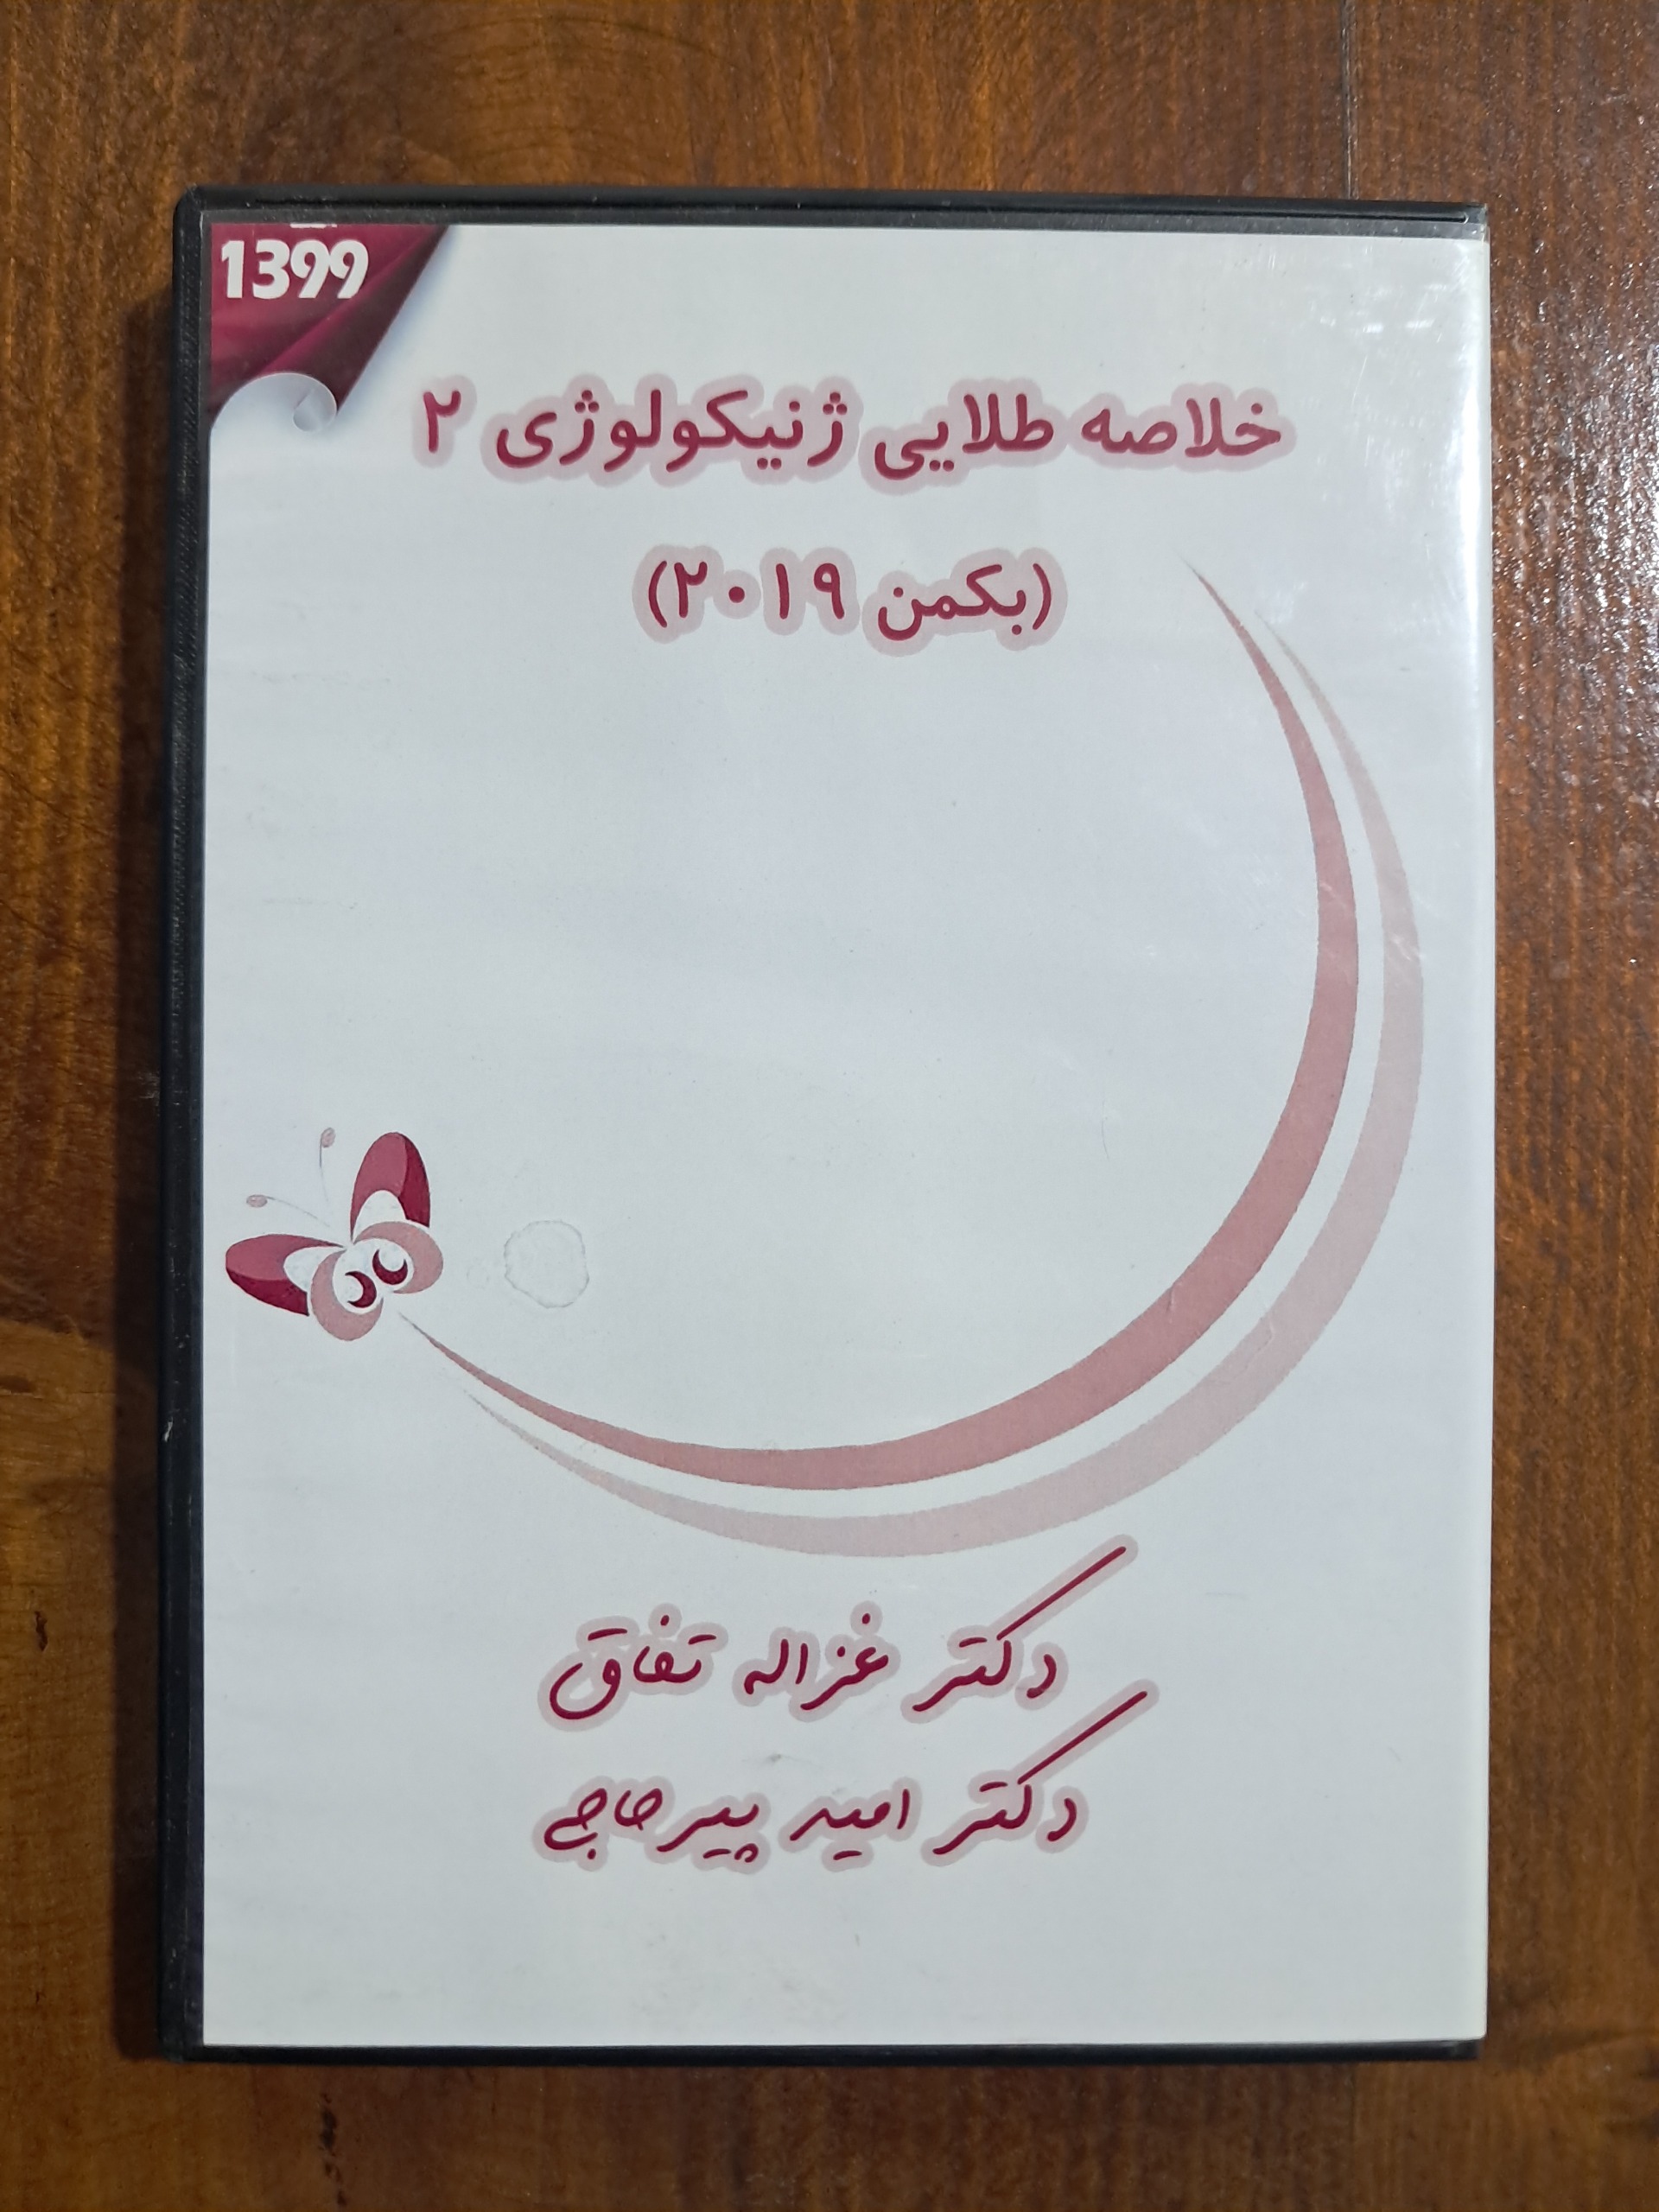 1399
خلاصه طلایی ژنیکولوژی ۲
(بکمن ۲۰۱۹)
دکتر غزاله تفاق
دکتر امید پیرحاجی